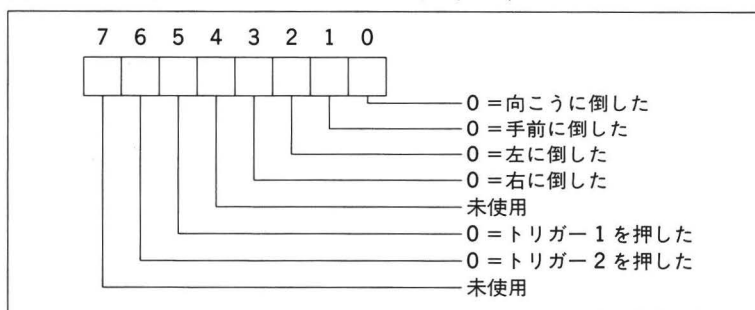 7 6 5 4 3 2 1 0
0＝向こうに倒した
0＝手前に倒した
0＝左に倒した
0＝右に倒した
未使用
0＝トリガー1を押した
0＝トリガー2を押した
未使用